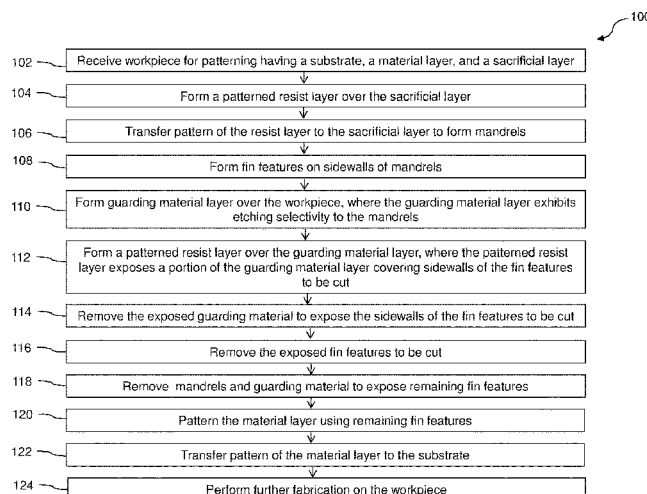 100
102 Receive workpiece for patterning having a substrate, a material layer, and a sacrificial layer
104 Form a patterned resist layer over the sacrificial layer
106 Transfer pattern of the resist layer to the sacrificial layer to form mandrels
108 Form fin features on sidewalls of mandrels
110 Form guarding material layer over the workpiece, where the guarding material layer exhibits
etching selectivity to the mandrels
112 Form a patterned resist layer over the guarding material layer, where the patterned resist
layer exposes a portion of the guarding material layer covering sidewalls of the fin features
to be cut
114 Remove the exposed guarding material to expose the sidewalls of the fin features to be cut
116 Remove the exposed fin features to be cut
118 Remove mandrels and guarding material to expose remaining fin features
120 Pattern the material layer using remaining fin features
122 Transfer pattern of the material layer to the substrate
124 Perform further fabrication on the workpiece